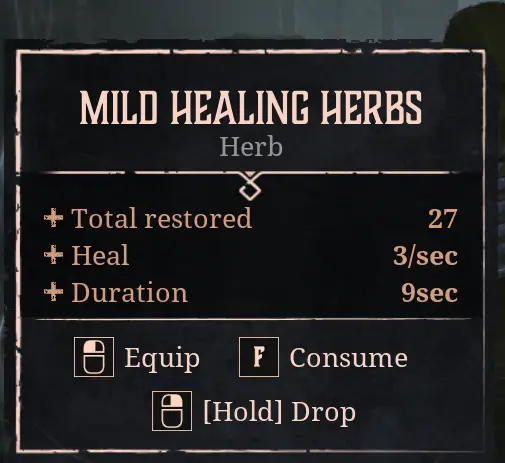 MILD HEALING HERBS
Herb
Total restored 27
Heal 3/sec
Duration 9sec
Equip F Consume
[Hold] Drop